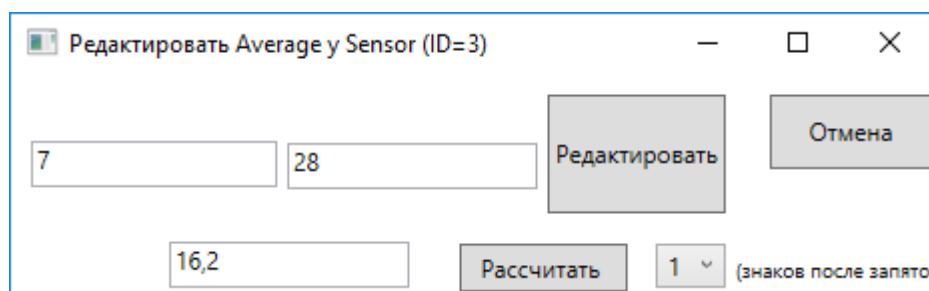 Редактировать Average у Sensor (ID=3)
Отмена
7 28 Редактировать
16,2 Рассчитать 1 (знаков после запято